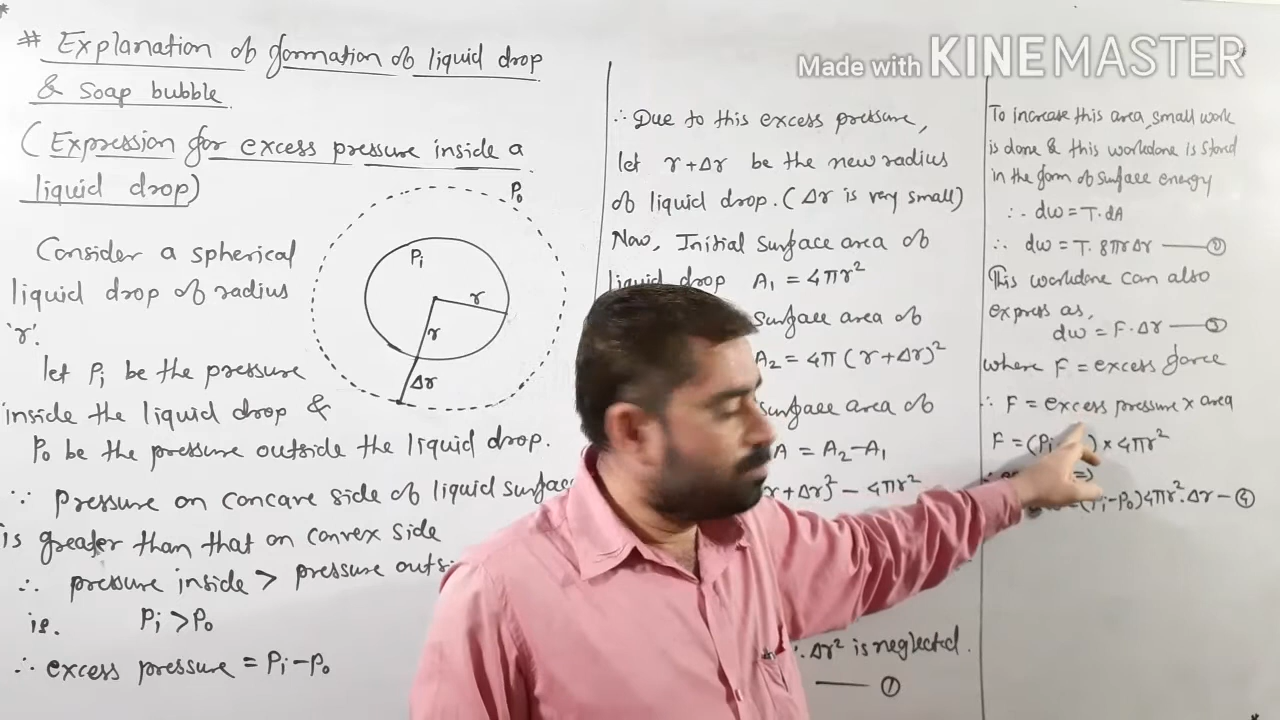 # Explanation of formation of liquid drop
& Soap bubble.
(Expression for excess pressure inside a
liquid drop)
Consider a spherical
liquid drop of radius
'r'.
let Pi be the pressure
inside the liquid drop &
Po be the pressure outside the liquid drop.
∵ pressure on concave side of liquid surface
is greater than that on convex side
∴ pressure inside > pressure outsi
ie. Pi > Po
∴ excess pressure = Pi - Po
Po
Pi
r
r
Δr
∴ Due to this excess pressure,
let r+Δr be the new radius
of liquid drop. (Δr is very small)
Now, Initial surface area of
liquid drop A1 = 4πr²
surface area of
A2 = 4π (r+Δr)²
surface area of
A = A2 - A1
r+Δr}² - 4πr²
∴ Δr² is neglected.
—— ①
Made with KINEMASTER
To increase this area, small work
is done & this workdone is stored
in the form of surface energy
∴ dw = T·dA
∴ dw = T. 8πrΔr —— ②
This workdone can also
express as,
dw = F·Δr —— ③
where F = excess force
∴ F = excess pressure x area
F = (Pi ) x 4πr²
=(Pi-Po) 4πr². Δr — ④